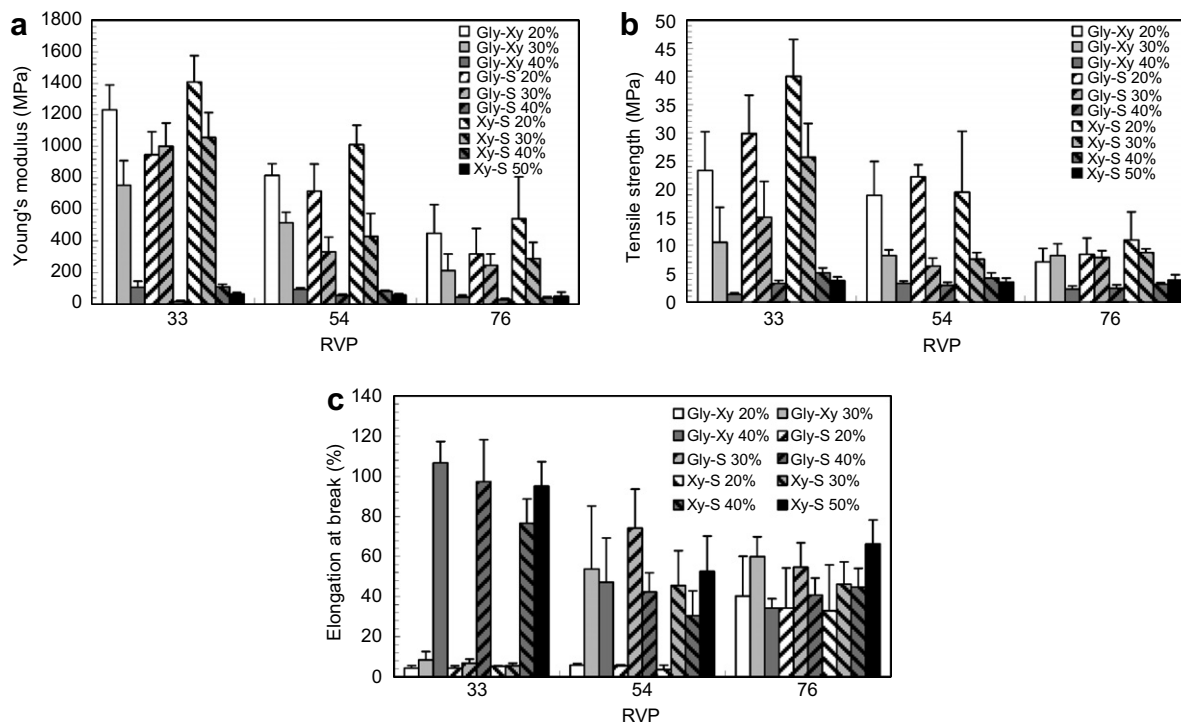 a
1800
1600
1400
1200
1000
800
600
400
200
0
Young's modulus (MPa)
Gly-Xy 20%
Gly-Xy 30%
Gly-Xy 40%
Gly-S 20%
Gly-S 30%
Gly-S 40%
Xy-S 20%
Xy-S 30%
Xy-S 40%
Xy-S 50%
33 54 76
RVP
b
50
45
40
35
30
25
20
15
10
5
0
Tensile strength (MPa)
Gly-Xy 20%
Gly-Xy 30%
Gly-Xy 40%
Gly-S 20%
Gly-S 30%
Gly-S 40%
Xy-S 20%
Xy-S 30%
Xy-S 40%
Xy-S 50%
33 54 76
RVP
c
140
120
100
80
60
40
20
0
Elongation at break (%)
Gly-Xy 20% Gly-Xy 30%
Gly-Xy 40% Gly-S 20%
Gly-S 30% Gly-S 40%
Xy-S 20% Xy-S 30%
Xy-S 40% Xy-S 50%
33 54 76
RVP